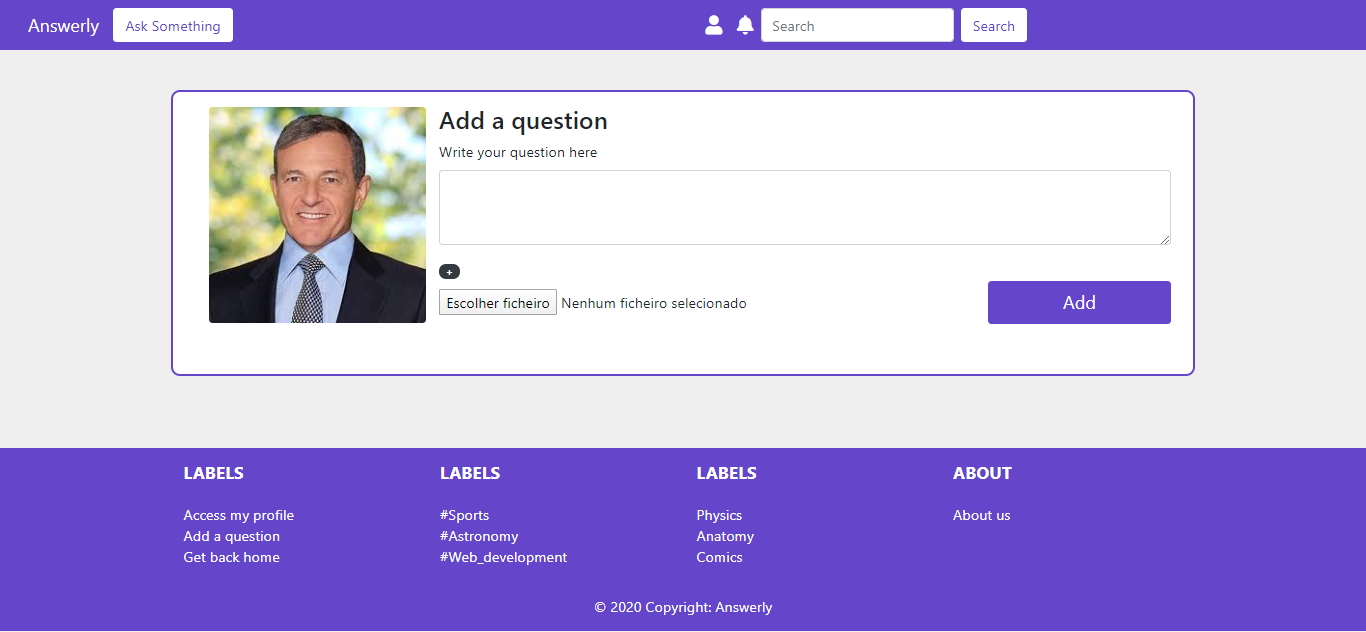 Answerly Ask Something Search Search
Add a question
Write your question here
+
Escolher ficheiro Nenhum ficheiro selecionado Add
LABELS LABELS LABELS ABOUT
Access my profile #Sports Physics About us
Add a question #Astronomy Anatomy
Get back home #Web_development Comics
© 2020 Copyright: Answerly